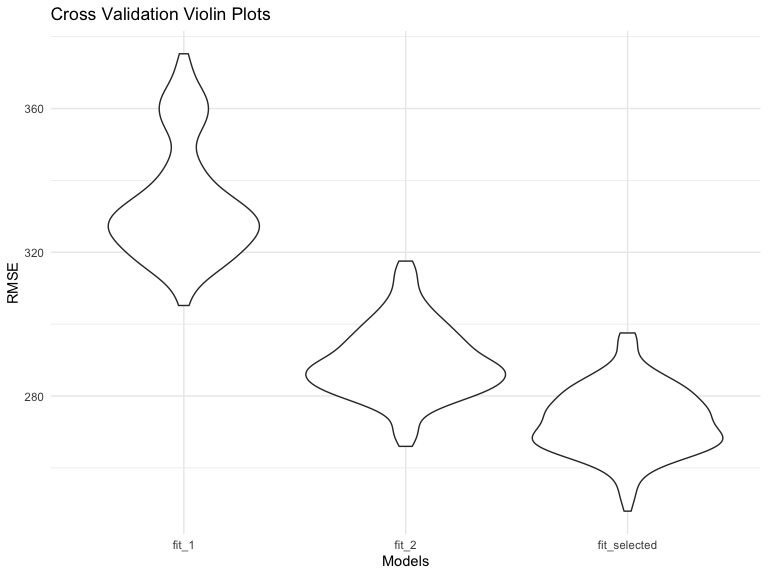 Cross Validation Violin Plots
RMSE
360
320
280
fit_1 fit_2 fit_selected
Models